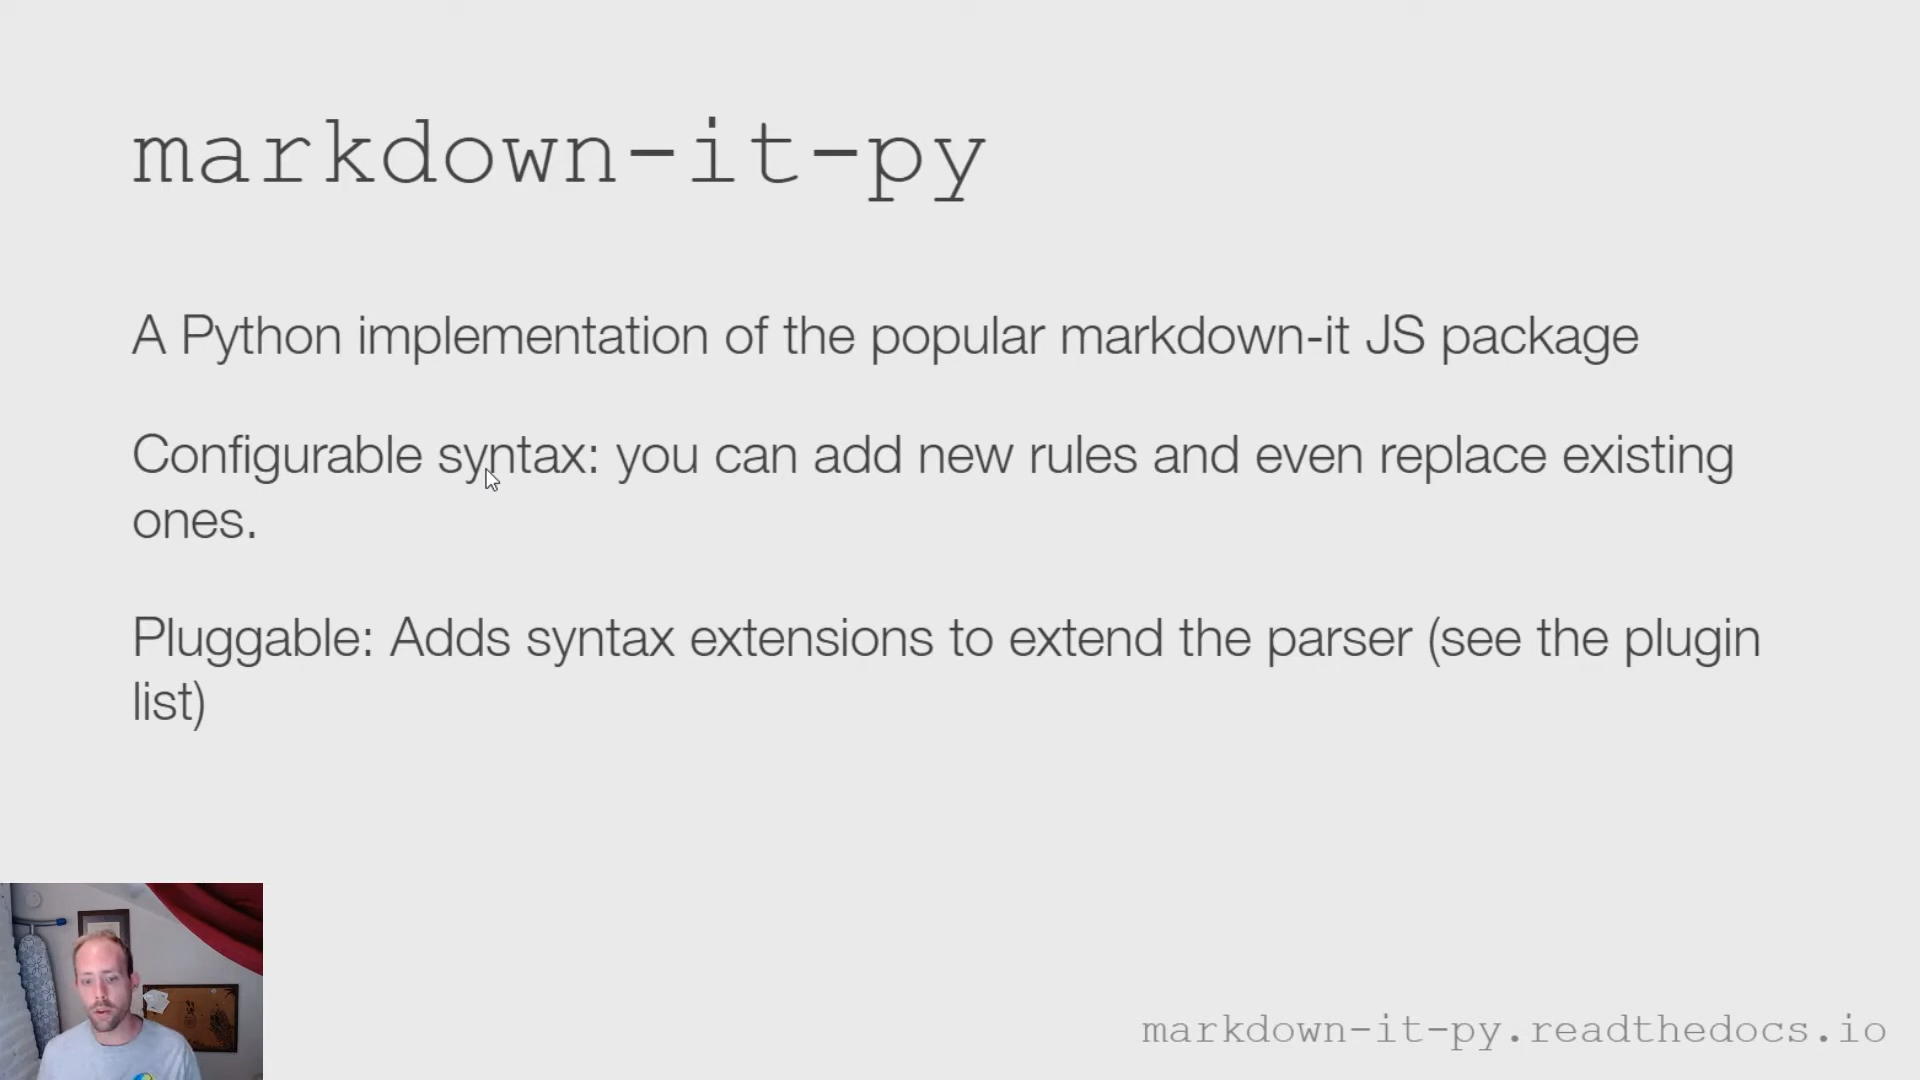 markdown-it-py
A Python implementation of the popular markdown-it JS package
Configurable syntax: you can add new rules and even replace existing
ones.
Pluggable: Adds syntax extensions to extend the parser (see the plugin
list)
markdown-it-py.readthedocs.io